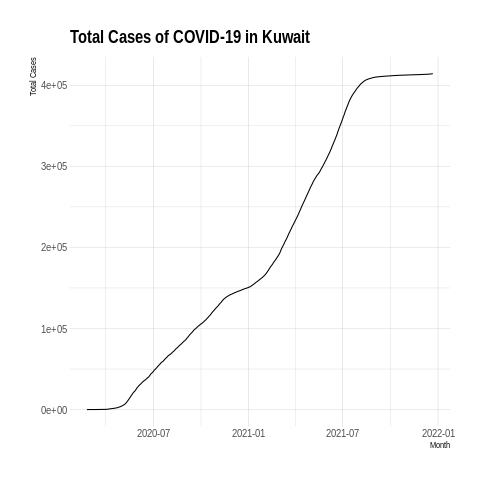 Total Cases of COVID-19 in Kuwait
Total Cases
4e+05
3e+05
2e+05
1e+05
0e+00
2020-07 2021-01 2021-07 2022-01
Month